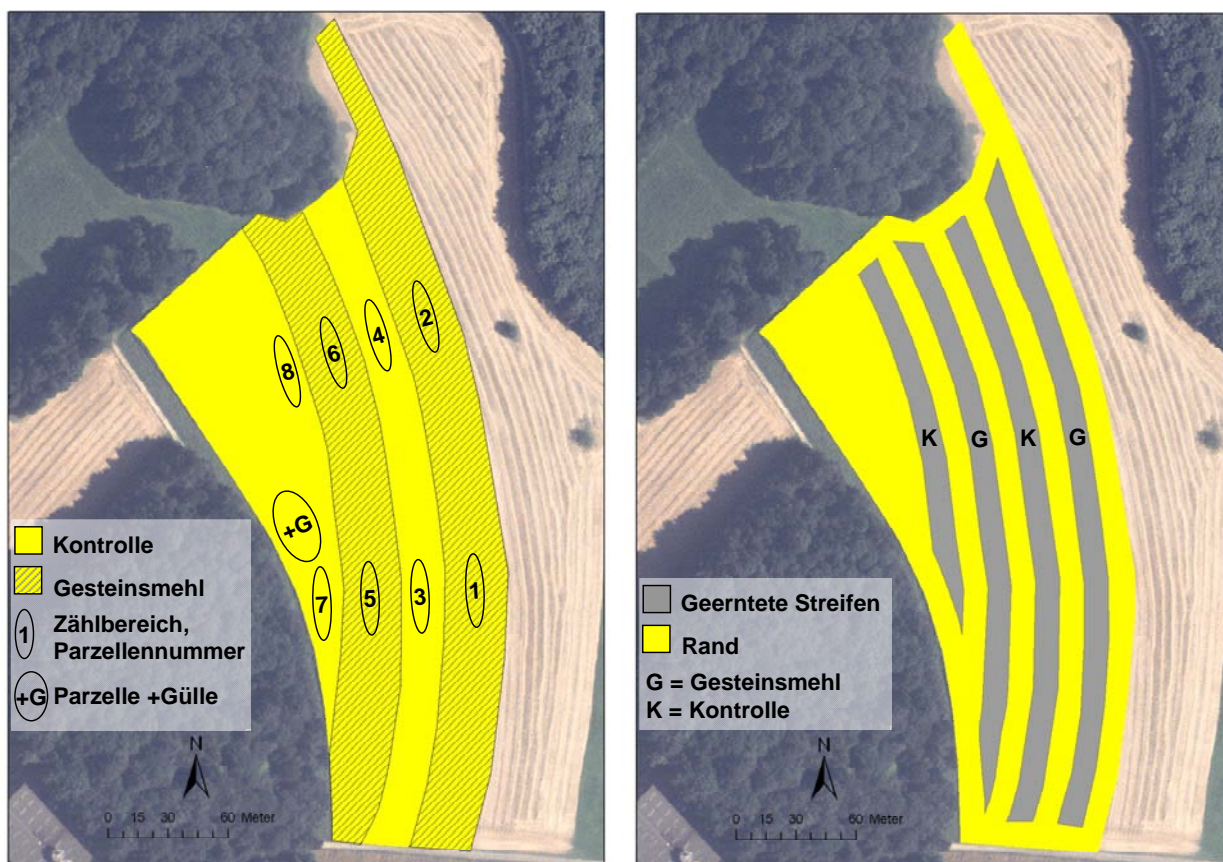 2
4
6
8
+G
7
5
3
1
Kontrolle
Gesteinsmehl
1 Zählbereich,
Parzellennummer
+G Parzelle +Gülle
N
0 15 30 60 Meter
K G K G
Geerntete Streifen
Rand
G = Gesteinsmehl
K = Kontrolle
N
0 15 30 60 Meter